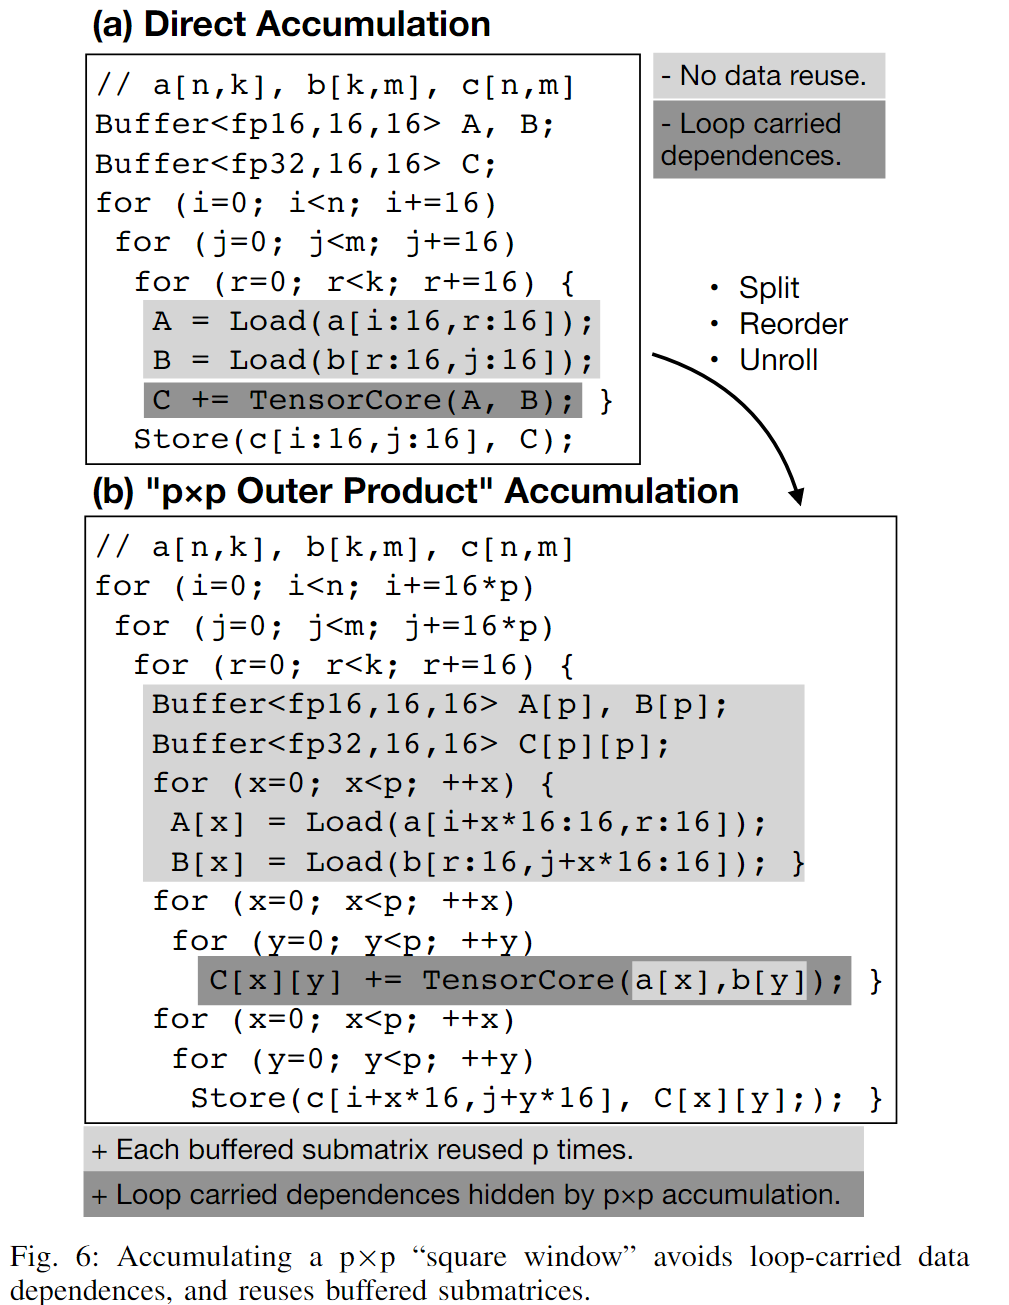 (a) Direct Accumulation
// a[n,k], b[k,m], c[n,m]
Buffer<fp16,16,16> A, B;
Buffer<fp32,16,16> C;
for (i=0; i<n; i+=16)
for (j=0; j<m; j+=16)
for (r=0; r<k; r+=16) {
A = Load(a[i:16,r:16]);
B = Load(b[r:16,j:16]);
C += TensorCore(A, B); }
Store(c[i:16,j:16], C);
- No data reuse.
- Loop carried
dependences.
• Split
• Reorder
• Unroll
(b) "p×p Outer Product" Accumulation
// a[n,k], b[k,m], c[n,m]
for (i=0; i<n; i+=16*p)
for (j=0; j<m; j+=16*p)
for (r=0; r<k; r+=16) {
Buffer<fp16,16,16> A[p], B[p];
Buffer<fp32,16,16> C[p][p];
for (x=0; x<p; ++x) {
A[x] = Load(a[i+x*16:16,r:16]);
B[x] = Load(b[r:16,j+x*16:16]); }
for (x=0; x<p; ++x)
for (y=0; y<p; ++y)
C[x][y] += TensorCore(a[x],b[y]); }
for (x=0; x<p; ++x)
for (y=0; y<p; ++y)
Store(c[i+x*16,j+y*16], C[x][y];); }
+ Each buffered submatrix reused p times.
+ Loop carried dependences hidden by p×p accumulation.
Fig. 6: Accumulating a p×p “square window” avoids loop-carried data
dependences, and reuses buffered submatrices.